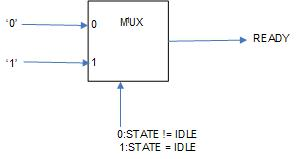 '0'
0
MUX
READY
'1'
1
0:STATE != IDLE
1:STATE = IDLE